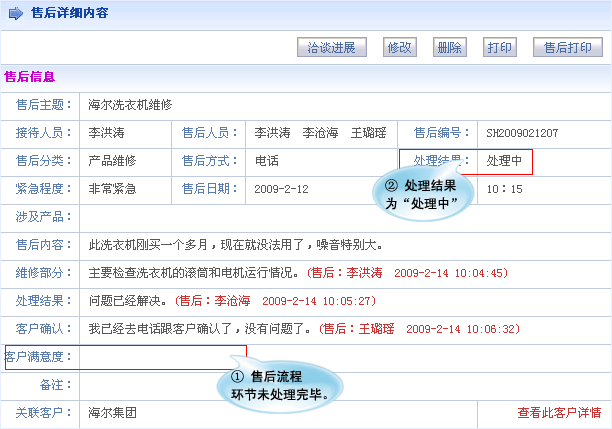 售后详细内容
洽谈进展 修改 删除 打印 售后打印
售后信息
售后主题： 海尔洗衣机维修
接待人员： 李洪涛 售后人员： 李洪涛 李沧海 王璐瑶 售后编号： SH2009021207
售后分类： 产品维修 售后方式： 电话 处理结果： 处理中
紧急程度： 非常紧急 售后日期： 2009-2-12 10：15
② 处理结果
为“处理中”
涉及产品：
售后内容： 此洗衣机刚买一个多月，现在就没法用了，噪音特别大。
维修部分： 主要检查洗衣机的滚筒和电机运行情况。(售后：李洪涛 2009-2-14 10:04:45)
处理结果： 问题已经解决。(售后：李沧海 2009-2-14 10:05:27)
客户确认： 我已经去电话跟客户确认了，没有问题了。(售后：王璐瑶 2009-2-14 10:06:32)
客户满意度：
① 售后流程
环节未处理完毕。
备注：
关联客户： 海尔集团 查看此客户详情